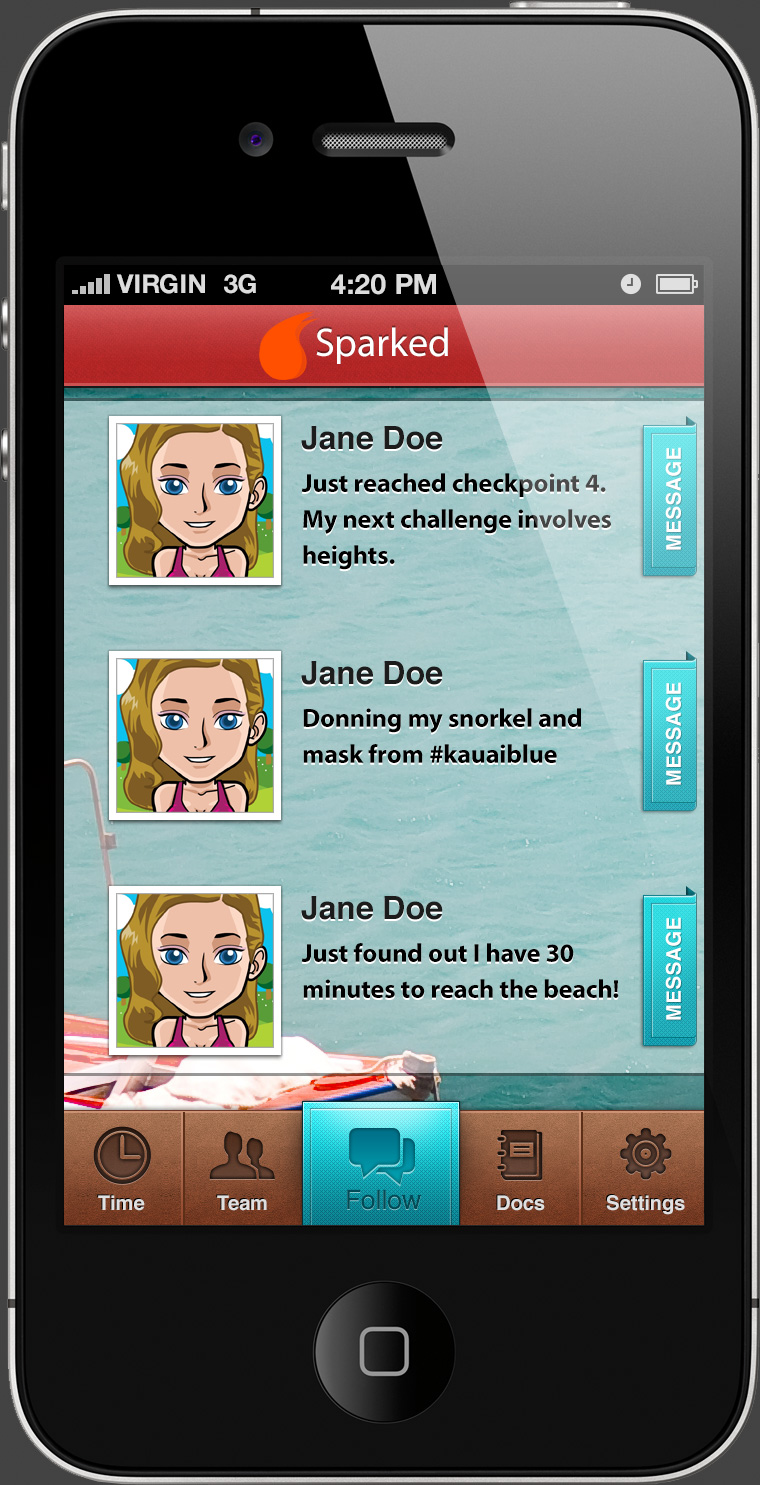 VIRGIN 3G 4:20 PM
Sparked
Jane Doe
Just reached checkpoint 4.
My next challenge involves
heights.
MESSAGE
Jane Doe
Donning my snorkel and
mask from #kauaiblue
MESSAGE
Jane Doe
Just found out I have 30
minutes to reach the beach!
MESSAGE
Time Team Follow Docs Settings